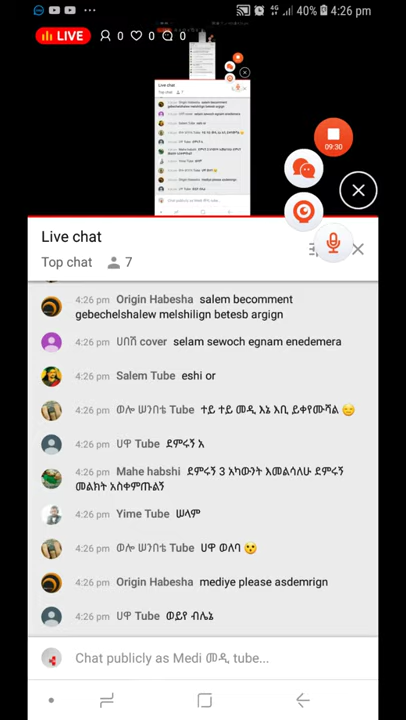 40% 4:26 pm
LIVE 0 0 0
09:30
Live chat
Top chat 7
4:26 pm Origin Habesha salem becomment
gebechelshalew melshilign betesb argign
4:26 pm ሀበሽ cover selam sewoch egnam enedemera
4:26 pm Salem Tube eshi or
4:26 pm ወሎ ሠንበቴ Tube ተይ ተይ መዲ እኔ እቢ ይቀየሙሻል 😔
4:26 pm ሀዋ Tube ደምሩኝ እ
4:26 pm Mahe habshi ደምሩኝ 3 አካውንት እመልሳለሁ ደምሩኝ
መልክት አስቀምጡልኝ
4:26 pm Yime Tube ሠላም
4:26 pm ወሎ ሠንበቴ Tube ሀዋ ወለባ 😯
4:26 pm Origin Habesha mediye please asdemrign
4:26 pm ሀዋ Tube ወይየ ብሌኔ
Chat publicly as Medi መዲ tube...